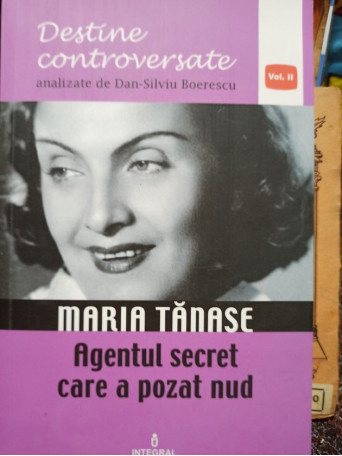 Destine
controversate
analizate de Dan-Silviu Boerescu
Vol. II
MARIA TĂNASE
Agentul secret
care a pozat nud
INTEGRAL